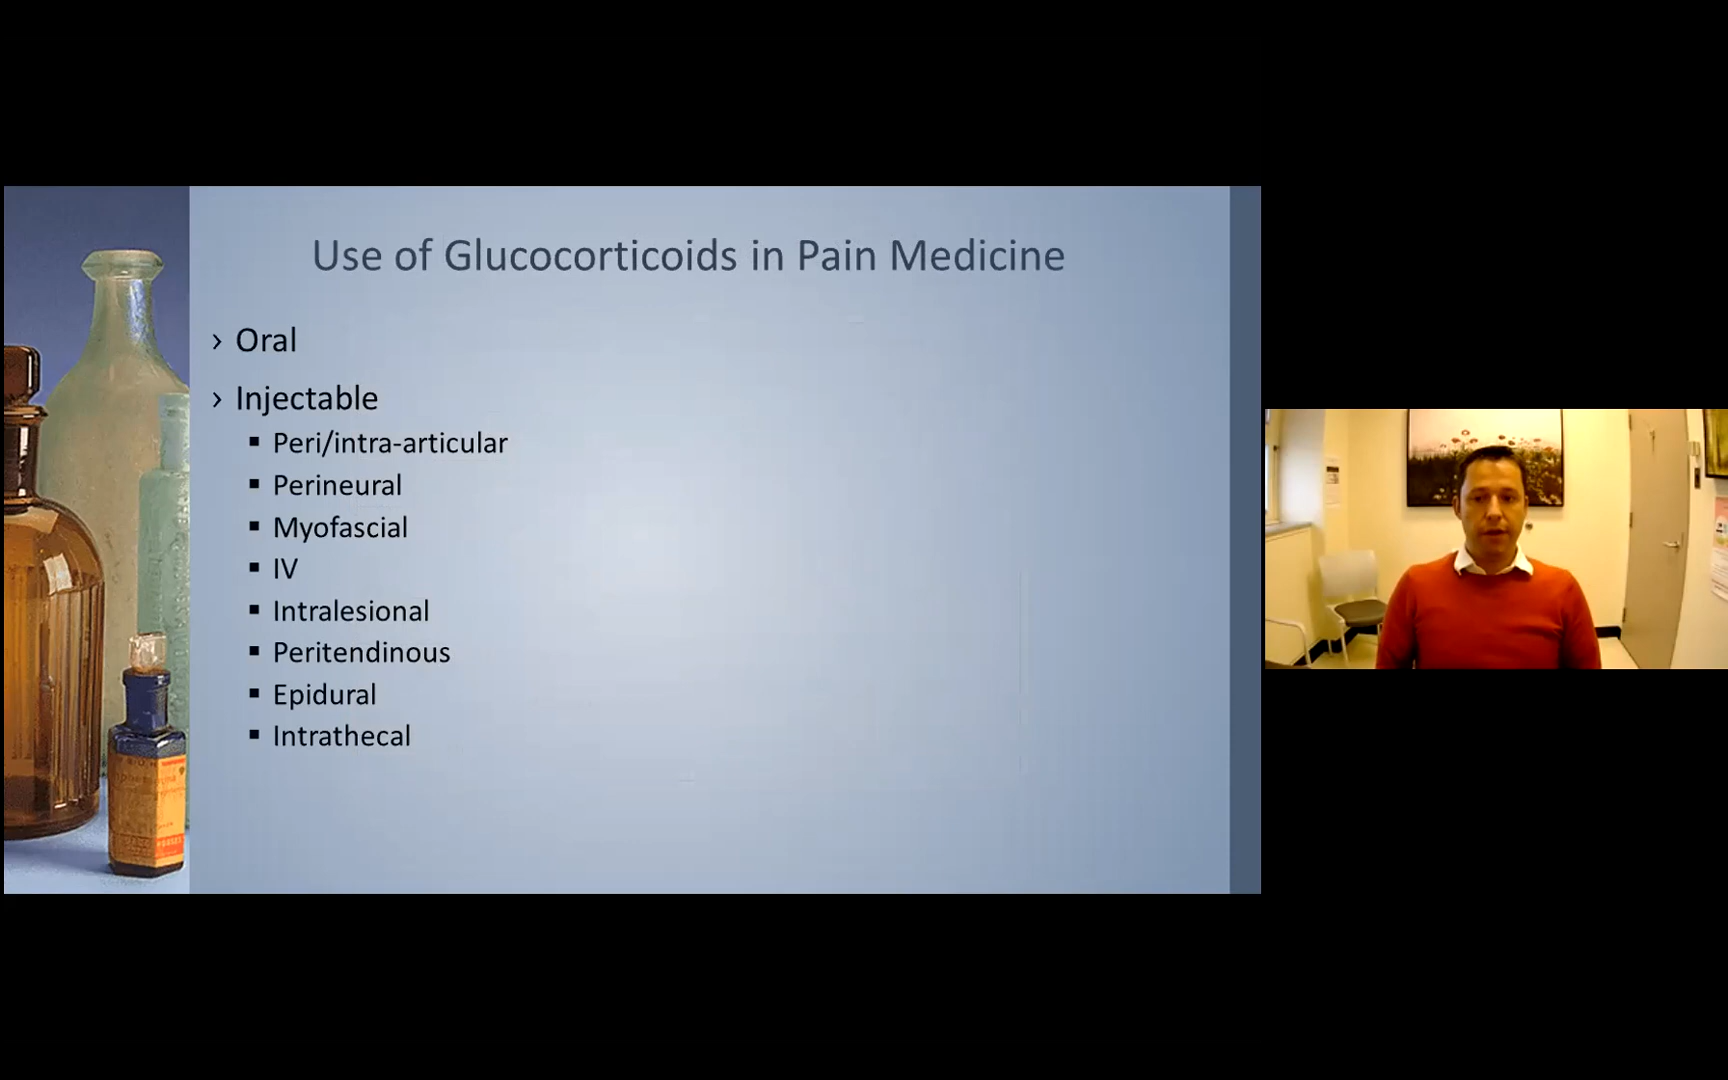 Use of Glucocorticoids in Pain Medicine
› Oral
› Injectable
▪ Peri/intra-articular
▪ Perineural
▪ Myofascial
▪ IV
▪ Intralesional
▪ Peritendinous
▪ Epidural
▪ Intrathecal